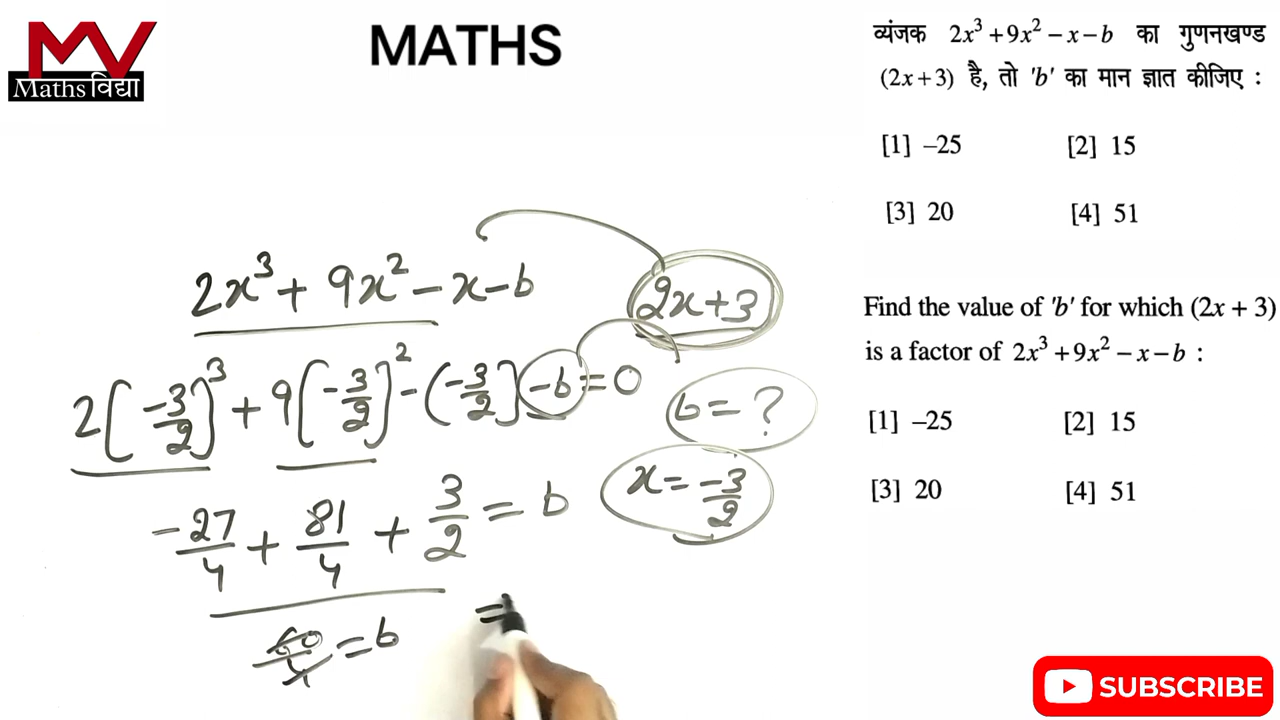 MV
Mathsविद्या
MATHS
व्यंजक 2x³+9x²−x−b का गुणनखण्ड
(2x+3) है, तो 'b' का मान ज्ञात कीजिए :
[1] –25 [2] 15
[3] 20 [4] 51
2x³ + 9x² − x − b 2x+3
2(−3/2)³ + 9(−3/2)² − (−3/2) − b = 0
b = ?
x = −3/2
−27/4 + 81/4 + 3/2 = b
60/4 = b =
Find the value of 'b' for which (2x + 3)
is a factor of 2x³+9x²−x−b :
[1] –25 [2] 15
[3] 20 [4] 51
SUBSCRIBE